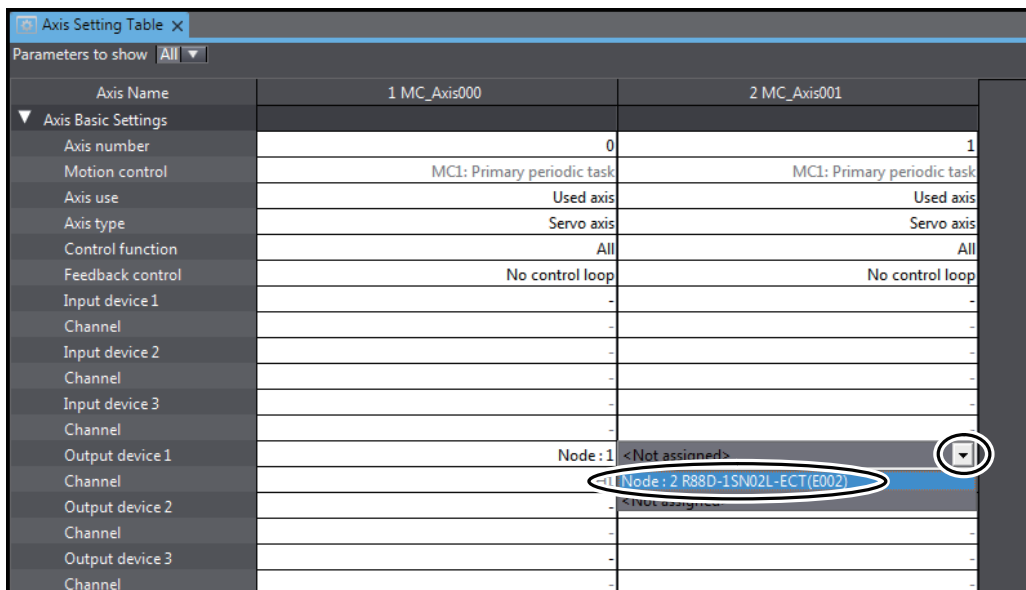 Axis Setting Table
Parameters to show All
Axis Name 1 MC_Axis000 2 MC_Axis001
Axis Basic Settings
Axis number 0 1
Motion control MC1: Primary periodic task MC1: Primary periodic task
Axis use Used axis Used axis
Axis type Servo axis Servo axis
Control function All All
Feedback control No control loop No control loop
Input device 1 - -
Channel - -
Input device 2 - -
Channel - -
Input device 3 - -
Channel - -
Output device 1 Node : 1 <Not assigned>
Channel Node : 2 R88D-1SN02L-ECT(E002)
Output device 2 - <Not assigned>
Channel - -
Output device 3 - -
Channel - -